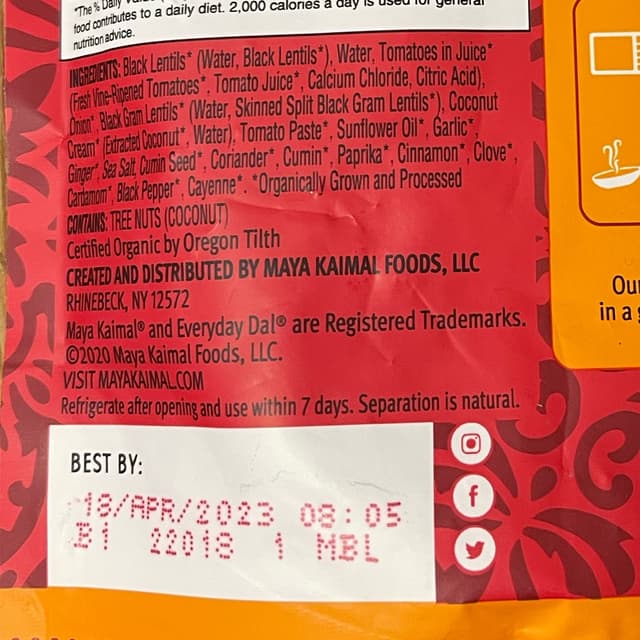 *The % Daily
food contributes to a daily diet. 2,000 calories a day is used for general
nutrition advice.
INGREDIENTS: Black Lentils* (Water, Black Lentils*), Water, Tomatoes in Juice*
(Fresh Vine-Ripened Tomatoes*, Tomato Juice*, Calcium Chloride, Citric Acid),
Onion*, Black Gram Lentils* (Water, Skinned Split Black Gram Lentils*), Coconut
Cream* (Extracted Coconut*, Water), Tomato Paste*, Sunflower Oil*, Garlic*,
Ginger*, Sea Salt, Cumin Seed*, Coriander*, Cumin*, Paprika*, Cinnamon*, Clove*,
Cardamom*, Black Pepper*, Cayenne*. *Organically Grown and Processed
CONTAINS: TREE NUTS (COCONUT)
Certified Organic by Oregon Tilth
CREATED AND DISTRIBUTED BY MAYA KAIMAL FOODS, LLC
RHINEBECK, NY 12572
Maya Kaimal® and Everyday Dal® are Registered Trademarks.
©2020 Maya Kaimal Foods, LLC.
VISIT MAYAKAIMAL.COM
Refrigerate after opening and use within 7 days. Separation is natural.
BEST BY:
18/APR/2023 08:05
B1 22018 1 MBL
Our
in a